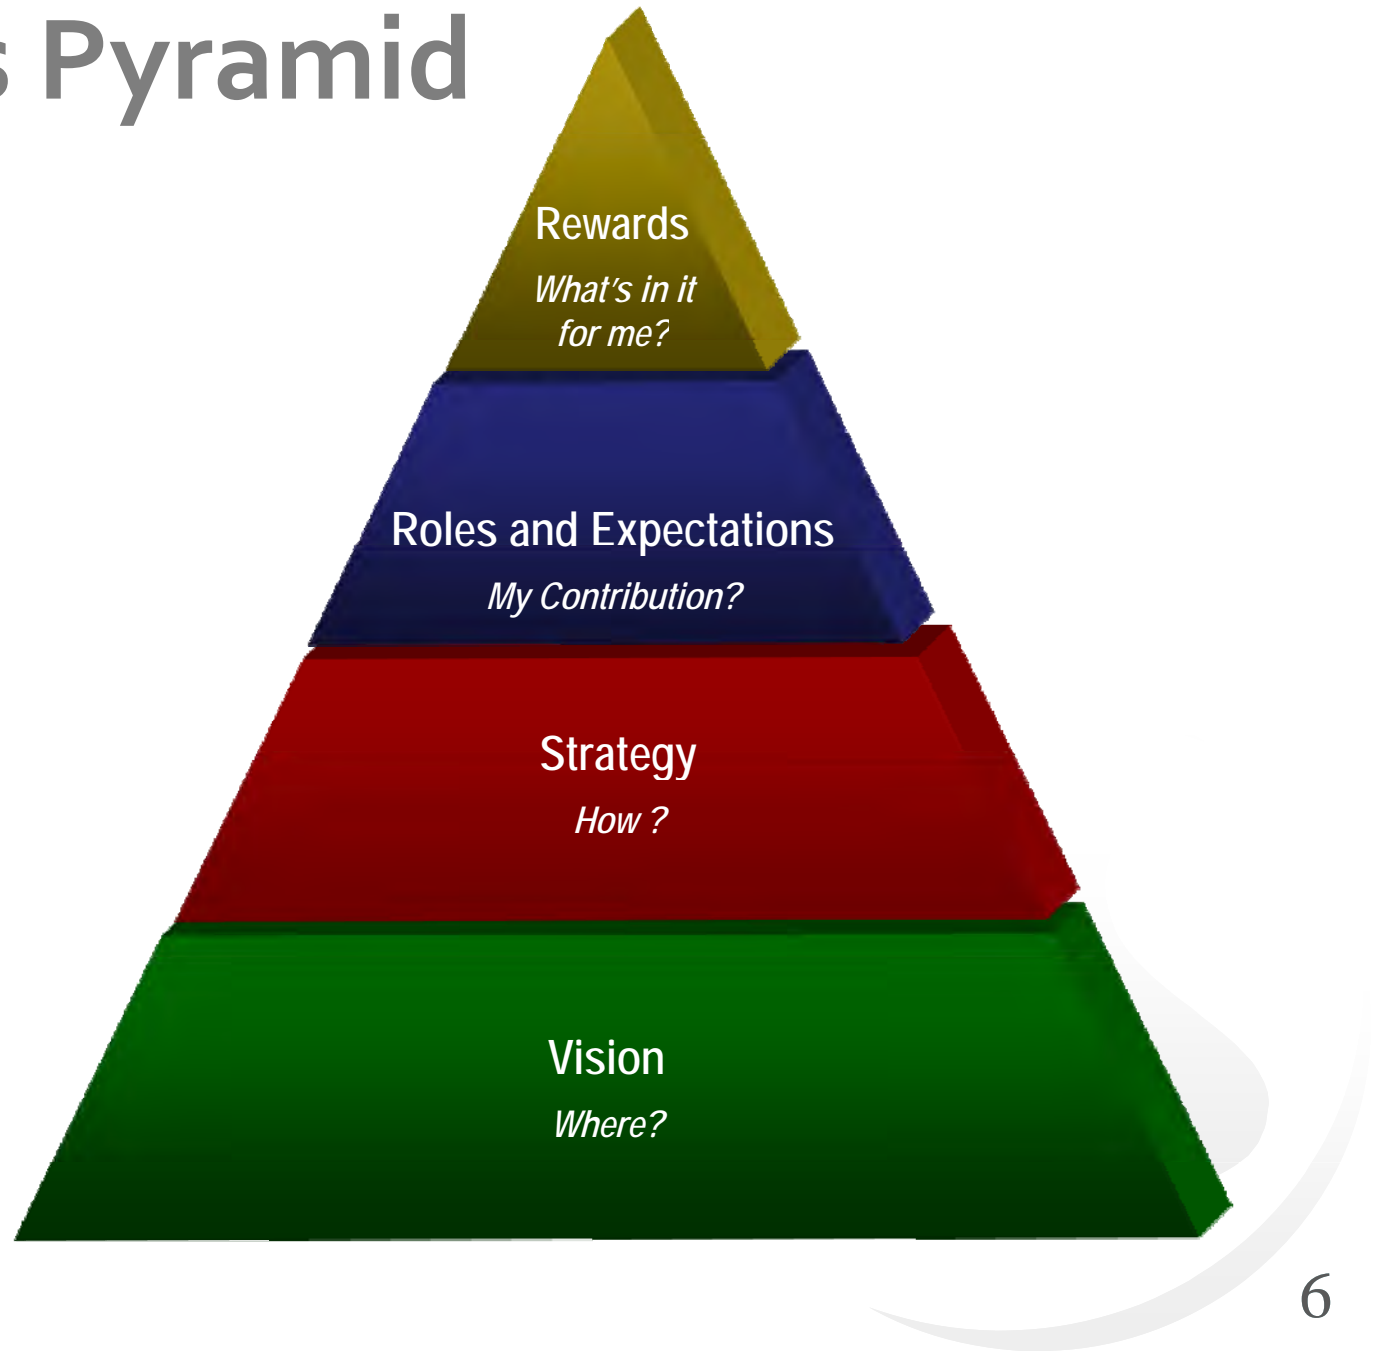 s Pyramid
Rewards
What's in it
for me?
Roles and Expectations
My Contribution?
Strategy
How ?
Vision
Where?
6